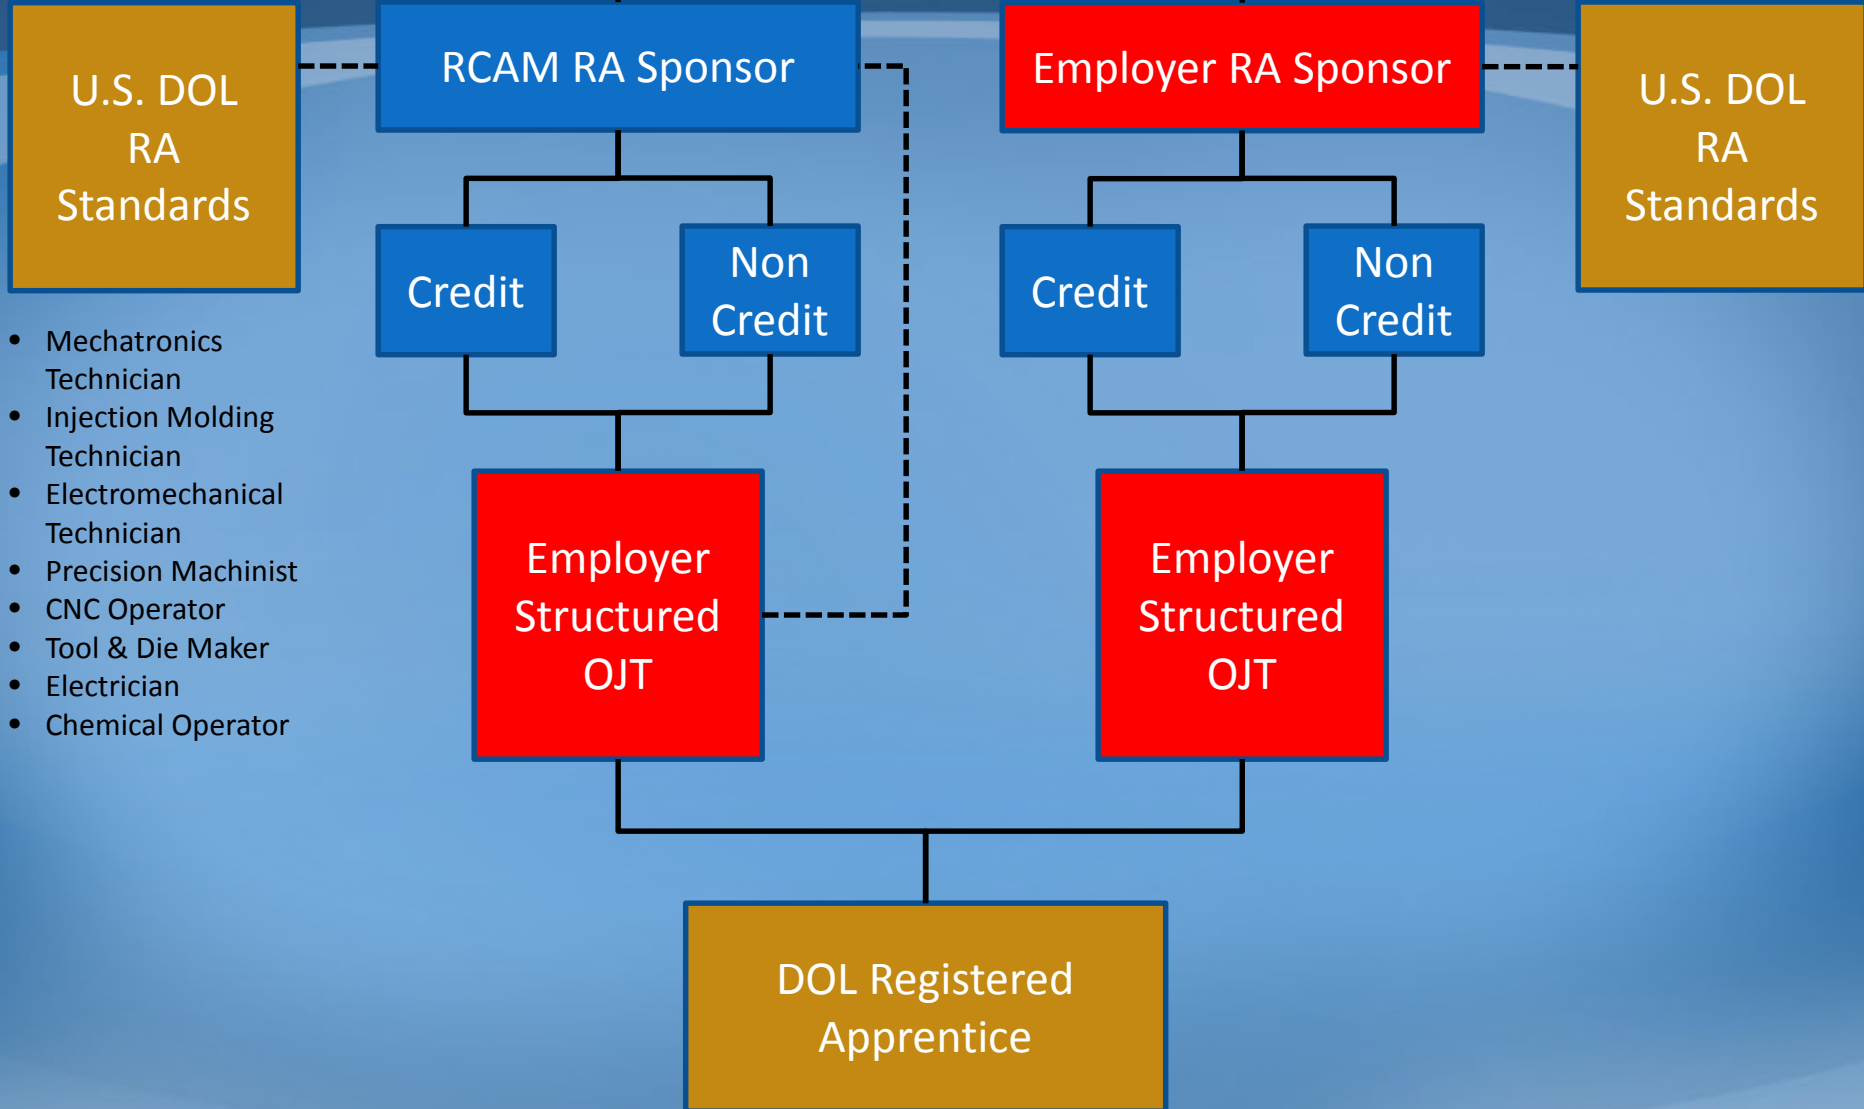 U.S. DOL
RA
Standards
RCAM RA Sponsor
Employer RA Sponsor
U.S. DOL
RA
Standards
Credit
Non
Credit
Credit
Non
Credit
• Mechatronics
Technician
• Injection Molding
Technician
• Electromechanical
Technician
• Precision Machinist
• CNC Operator
• Tool & Die Maker
• Electrician
• Chemical Operator
Employer
Structured
OJT
Employer
Structured
OJT
DOL Registered
Apprentice